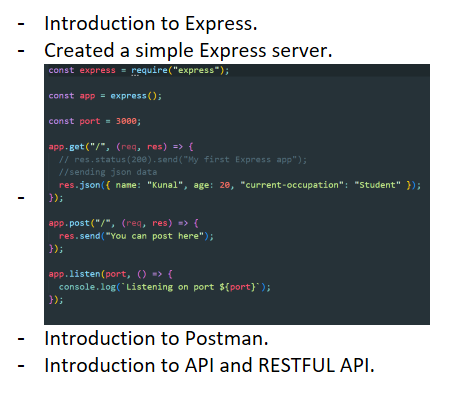 - Introduction to Express.
- Created a simple Express server.
const express = require("express");
const app = express();
const port = 3000;
app.get("/", (req, res) => {
// res.status(200).send("My first Express app");
//sending json data
res.json({ name: "Kunal", age: 20, "current-occupation": "Student" });
});
-
app.post("/", (req, res) => {
res.send("You can post here");
});
app.listen(port, () => {
console.log(`Listening on port ${port}`);
});
- Introduction to Postman.
- Introduction to API and RESTFUL API.